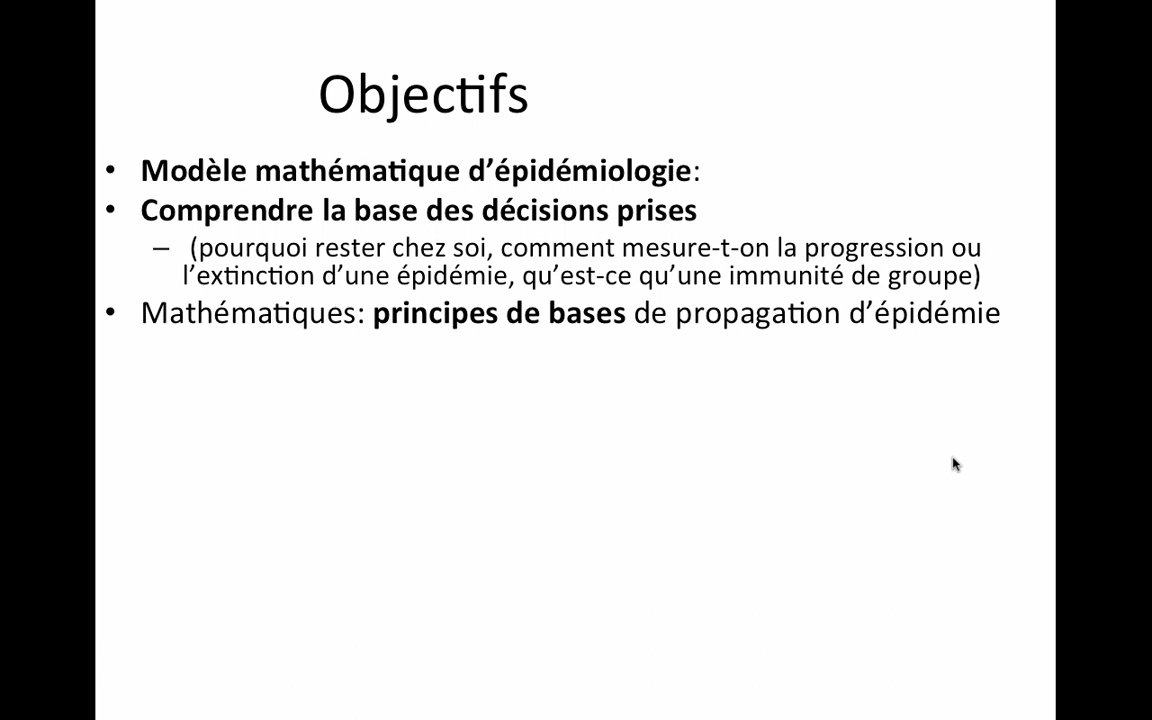 Objectifs
• Modèle mathématique d’épidémiologie:
• Comprendre la base des décisions prises
– (pourquoi rester chez soi, comment mesure-t-on la progression ou
l’extinction d’une épidémie, qu’est-ce qu’une immunité de groupe)
• Mathématiques: principes de bases de propagation d’épidémie